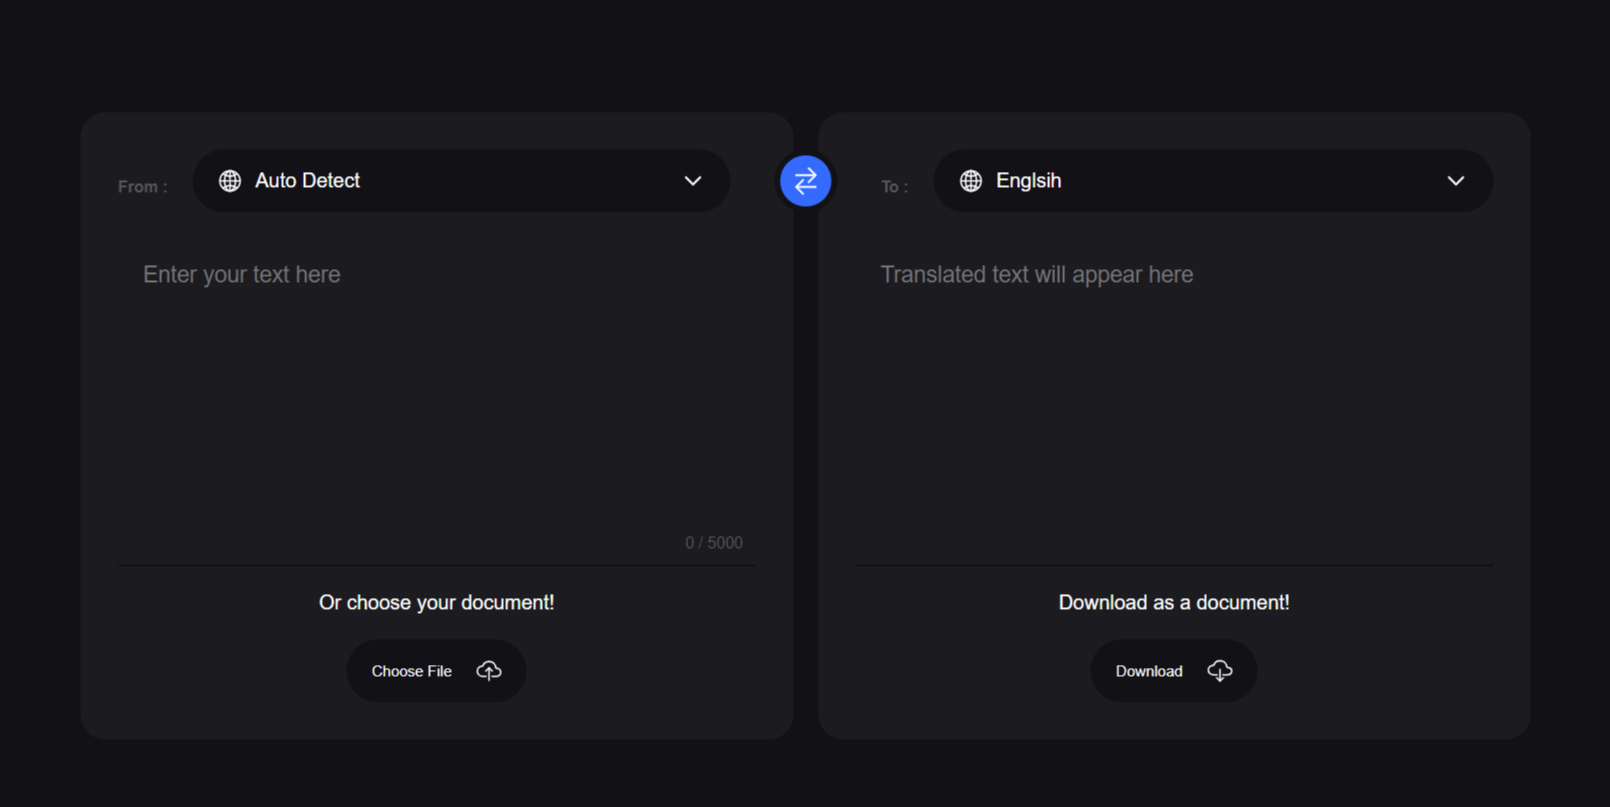 From :
Auto Detect
To :
Englsih
Enter your text here
Translated text will appear here
0 / 5000
Or choose your document!
Download as a document!
Choose File
Download